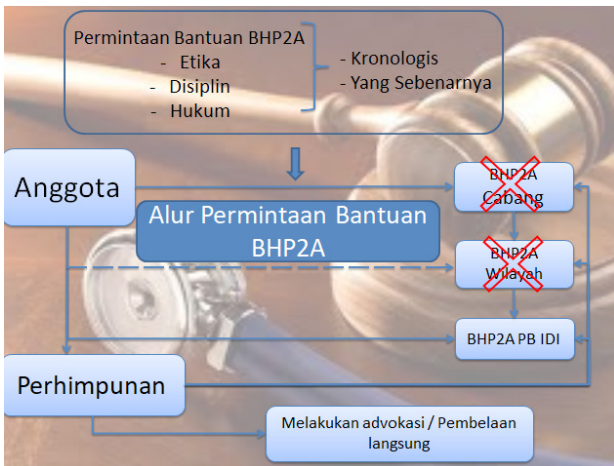 Permintaan Bantuan BHP2A
- Etika
- Disiplin
- Hukum
- Kronologis
- Yang Sebenarnya
Anggota
BHP2A
Cabang
Alur Permintaan Bantuan
BHP2A
BHP2A
Wilayah
BHP2A PB IDI
Perhimpunan
Melakukan advokasi / Pembelaan
langsung